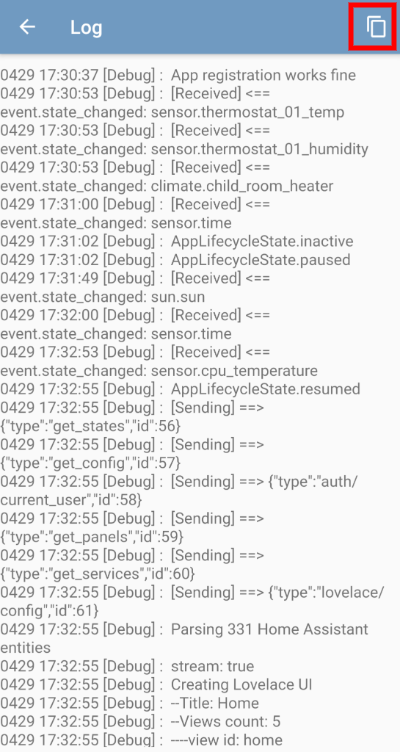 Log
0429 17:30:37 [Debug] :  App registration works fine
0429 17:30:53 [Debug] :  [Received] <==
event.state_changed: sensor.thermostat_01_temp
0429 17:30:53 [Debug] :  [Received] <==
event.state_changed: sensor.thermostat_01_humidity
0429 17:30:53 [Debug] :  [Received] <==
event.state_changed: climate.child_room_heater
0429 17:31:00 [Debug] :  [Received] <==
event.state_changed: sensor.time
0429 17:31:02 [Debug] :  AppLifecycleState.inactive
0429 17:31:02 [Debug] :  AppLifecycleState.paused
0429 17:31:49 [Debug] :  [Received] <==
event.state_changed: sun.sun
0429 17:32:00 [Debug] :  [Received] <==
event.state_changed: sensor.time
0429 17:32:53 [Debug] :  [Received] <==
event.state_changed: sensor.cpu_temperature
0429 17:32:55 [Debug] :  AppLifecycleState.resumed
0429 17:32:55 [Debug] :  [Sending] ==>
{"type":"get_states","id":56}
0429 17:32:55 [Debug] :  [Sending] ==>
{"type":"get_config","id":57}
0429 17:32:55 [Debug] :  [Sending] ==> {"type":"auth/
current_user","id":58}
0429 17:32:55 [Debug] :  [Sending] ==>
{"type":"get_panels","id":59}
0429 17:32:55 [Debug] :  [Sending] ==>
{"type":"get_services","id":60}
0429 17:32:55 [Debug] :  [Sending] ==> {"type":"lovelace/
config","id":61}
0429 17:32:55 [Debug] :  Parsing 331 Home Assistant
entities
0429 17:32:55 [Debug] :  stream: true
0429 17:32:55 [Debug] :  Creating Lovelace UI
0429 17:32:55 [Debug] :  --Title: Home
0429 17:32:55 [Debug] :  --Views count: 5
0429 17:32:55 [Debug] :  ----view id: home